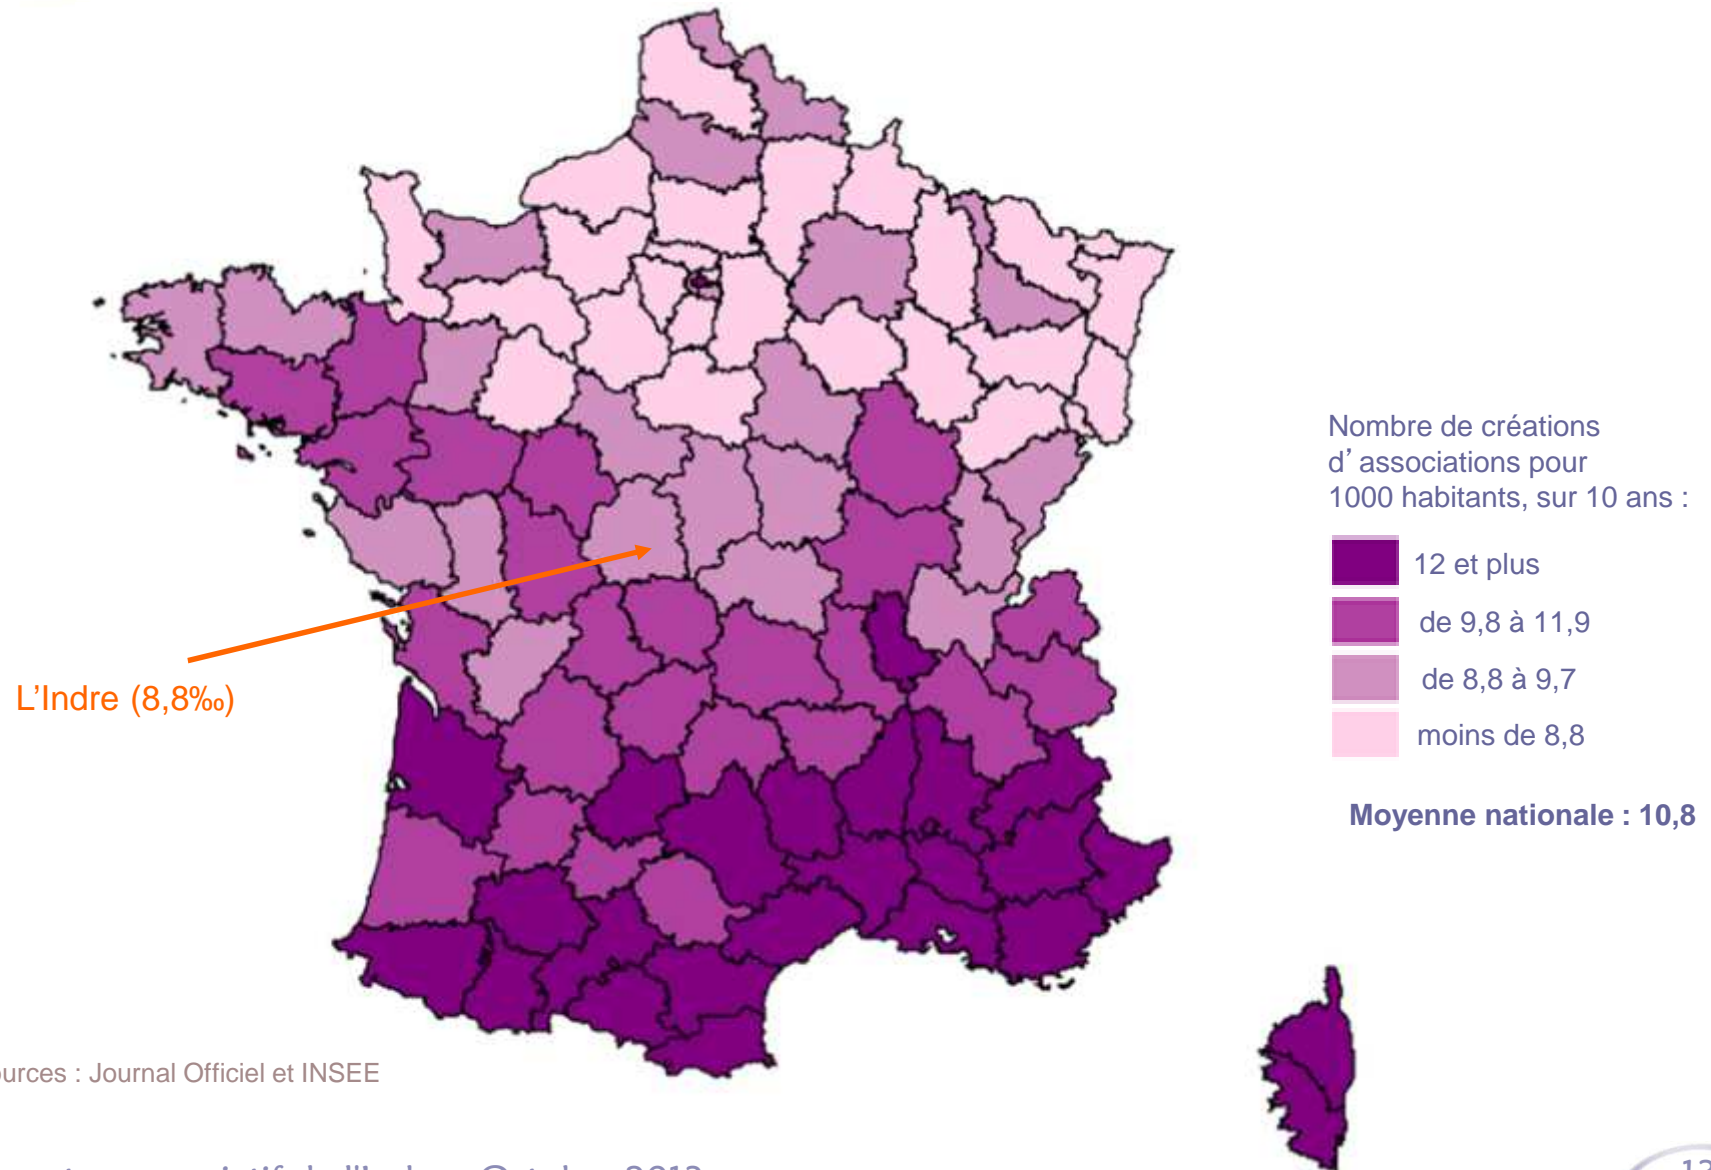 Nombre de créations
d’associations pour
1000 habitants, sur 10 ans :
12 et plus
de 9,8 à 11,9
de 8,8 à 9,7
moins de 8,8
L’Indre (8,8‰)
Moyenne nationale : 10,8
: Journal Officiel et INSEE